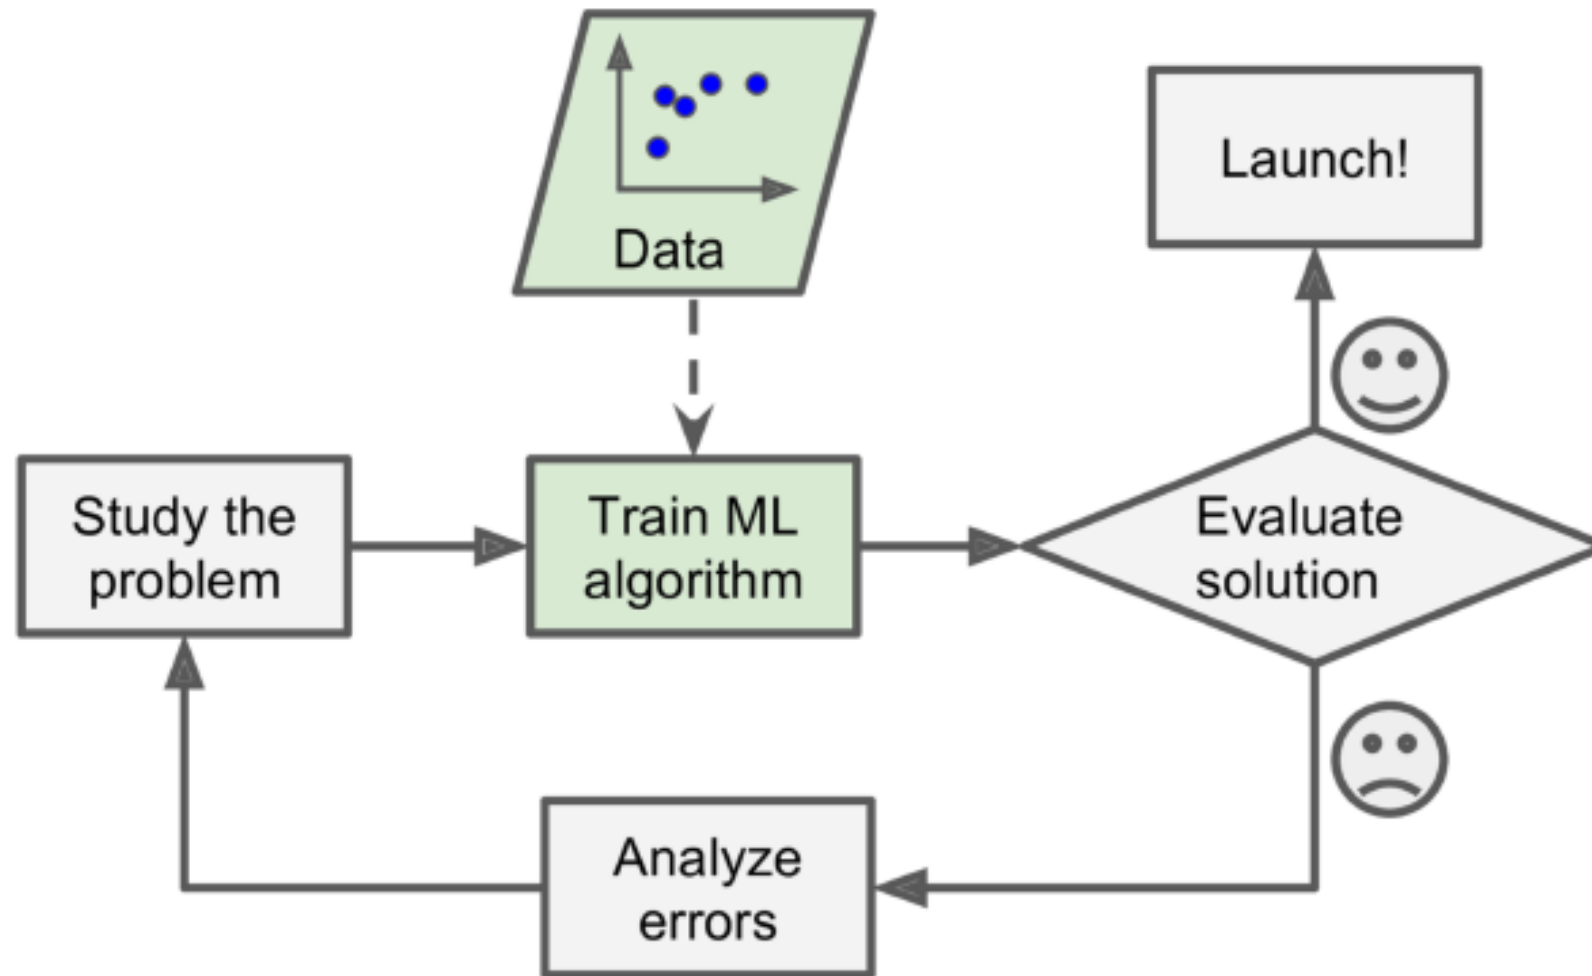 Data
Launch!
Study the
problem
Train ML
algorithm
Evaluate
solution
Analyze
errors